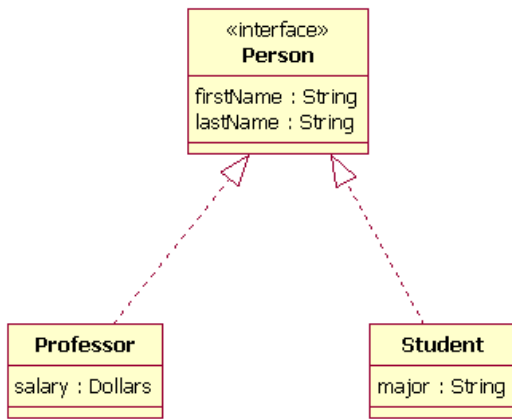 «interface»
Person
firstName : String
lastName : String
Professor
salary : Dollars
Student
major : String